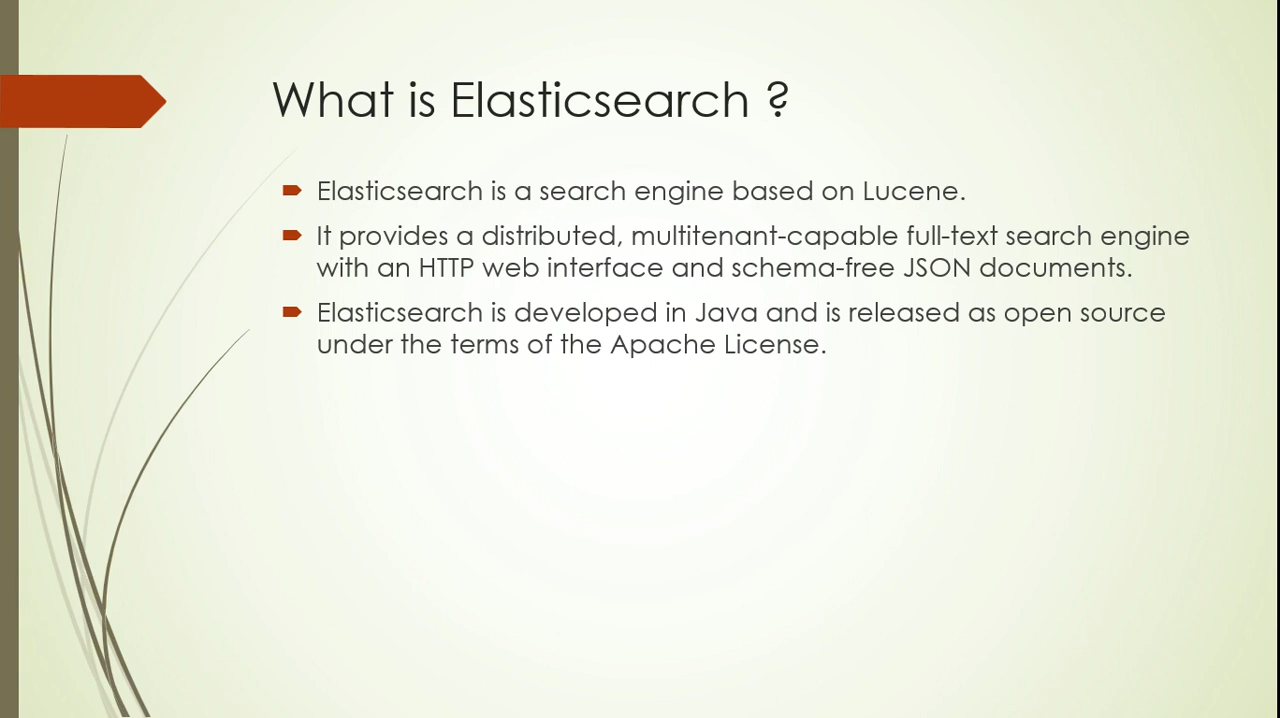 What is Elasticsearch ?
Elasticsearch is a search engine based on Lucene.
It provides a distributed, multitenant-capable full-text search engine
with an HTTP web interface and schema-free JSON documents.
Elasticsearch is developed in Java and is released as open source
under the terms of the Apache License.